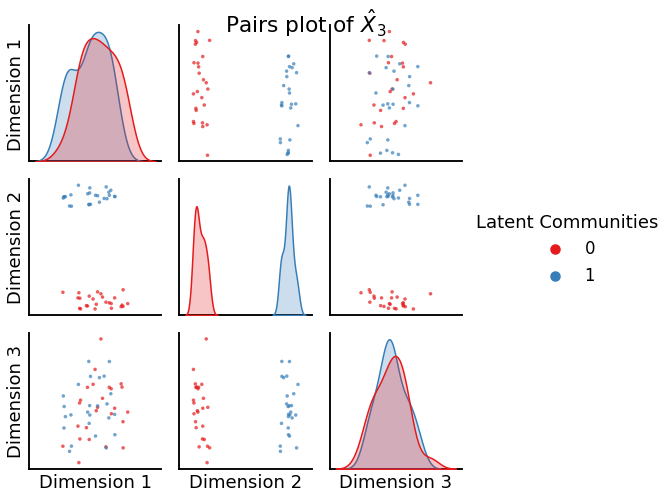 Pairs plot of X̂₃
Dimension 1
Dimension 2
Latent Communities
0
1
Dimension 3
Dimension 1
Dimension 2
Dimension 3